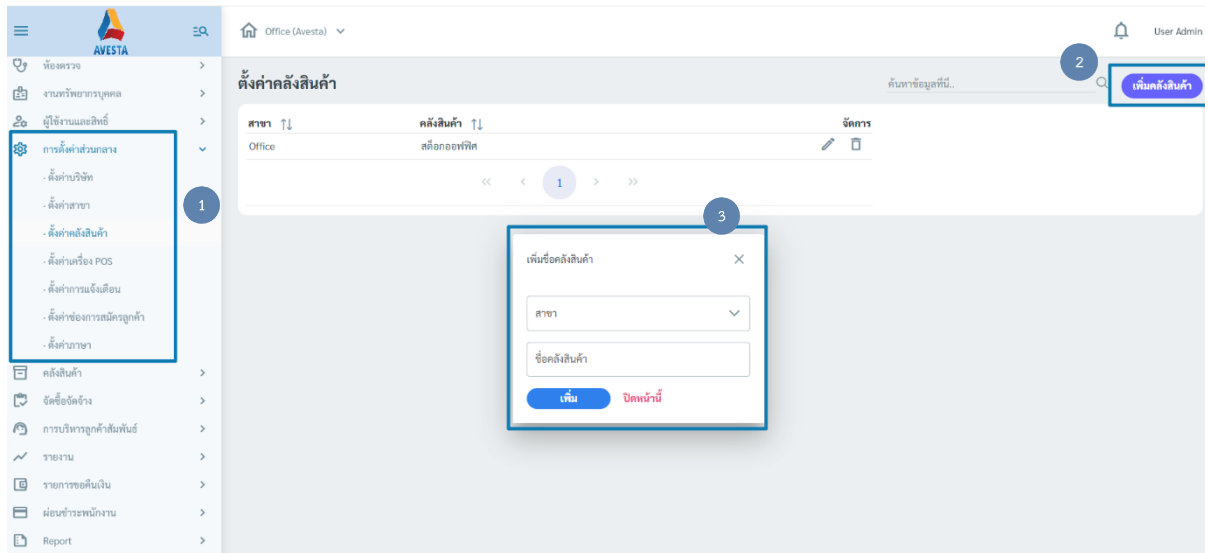 AVESTA
Office (Avesta)
User Admin
ห้องตรวจ
งานทรัพยากรบุคคล
ผู้ใช้งานและสิทธิ์
การตั้งค่าส่วนกลาง
- ตั้งค่าบริษัท
- ตั้งค่าสาขา
- ตั้งค่าคลังสินค้า
- ตั้งค่าเครื่อง POS
- ตั้งค่าการแจ้งเตือน
- ตั้งค่าช่องการสมัครลูกค้า
- ตั้งค่าภาษา
คลังสินค้า
จัดซื้อจัดจ้าง
การบริหารลูกค้าสัมพันธ์
รายงาน
รายการขอคืนเงิน
ผ่อนชำระพนักงาน
Report
1
ตั้งค่าคลังสินค้า
ค้นหาข้อมูลที่นี่..
2
เพิ่มคลังสินค้า
สาขา คลังสินค้า จัดการ
Office สต็อกออฟฟิศ
<< < 1 > >>
3
เพิ่มชื่อคลังสินค้า
สาขา
ชื่อคลังสินค้า
เพิ่ม ปิดหน้านี้